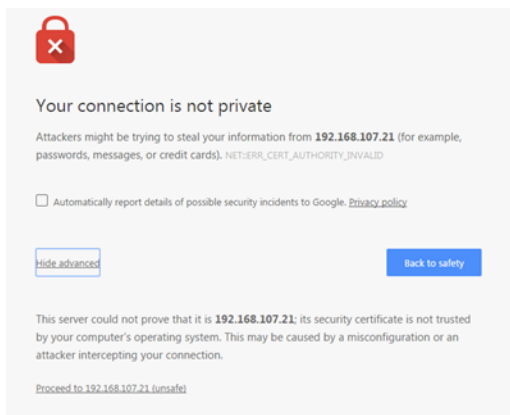 Your connection is not private
Attackers might be trying to steal your information from 192.168.107.21 (for example,
passwords, messages, or credit cards). NET::ERR_CERT_AUTHORITY_INVALID
Automatically report details of possible security incidents to Google. Privacy policy
Hide advanced
Back to safety
This server could not prove that it is 192.168.107.21; its security certificate is not trusted
by your computer's operating system. This may be caused by a misconfiguration or an
attacker intercepting your connection.
Proceed to 192.168.107.21 (unsafe)